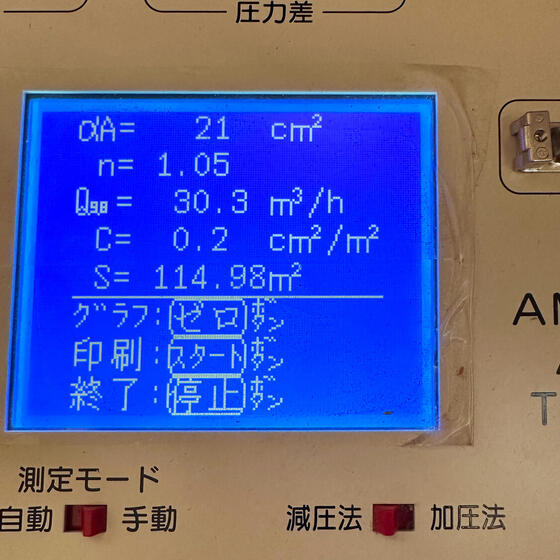 圧力差
αA= 21 cm²
n= 1.05
Q9.8= 30.3 m³/h
C= 0.2 cm²/m²
S= 114.98m²
グラフ:ゼロボタン
印刷:スタートボタン
終了:停止ボタン
測定モード
自動 手動
減圧法 加圧法